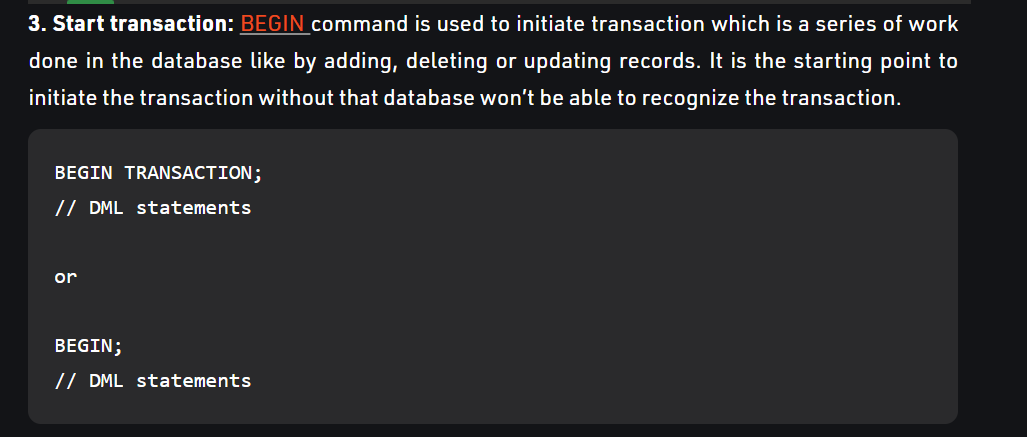 3. Start transaction: BEGIN command is used to initiate transaction which is a series of work
done in the database like by adding, deleting or updating records. It is the starting point to
initiate the transaction without that database won’t be able to recognize the transaction.
BEGIN TRANSACTION;
// DML statements
or
BEGIN;
// DML statements